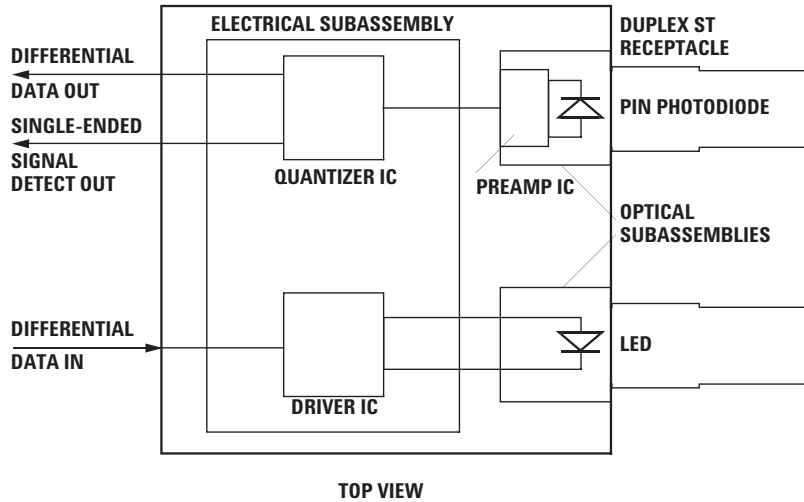 ELECTRICAL SUBASSEMBLY
DUPLEX ST
RECEPTACLE
DIFFERENTIAL
DATA OUT
PIN PHOTODIODE
SINGLE-ENDED
SIGNAL
DETECT OUT
QUANTIZER IC
PREAMP IC
OPTICAL
SUBASSEMBLIES
DIFFERENTIAL
DATA IN
LED
DRIVER IC
TOP VIEW